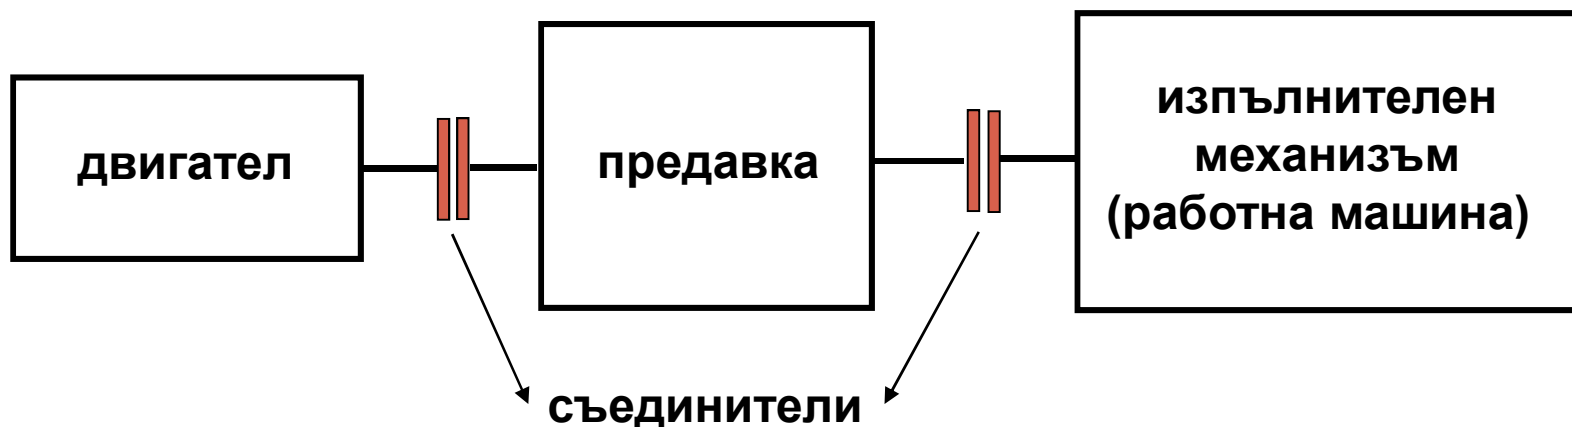 двигател
предавка
изпълнителен
механизъм
(работна машина)
съединители